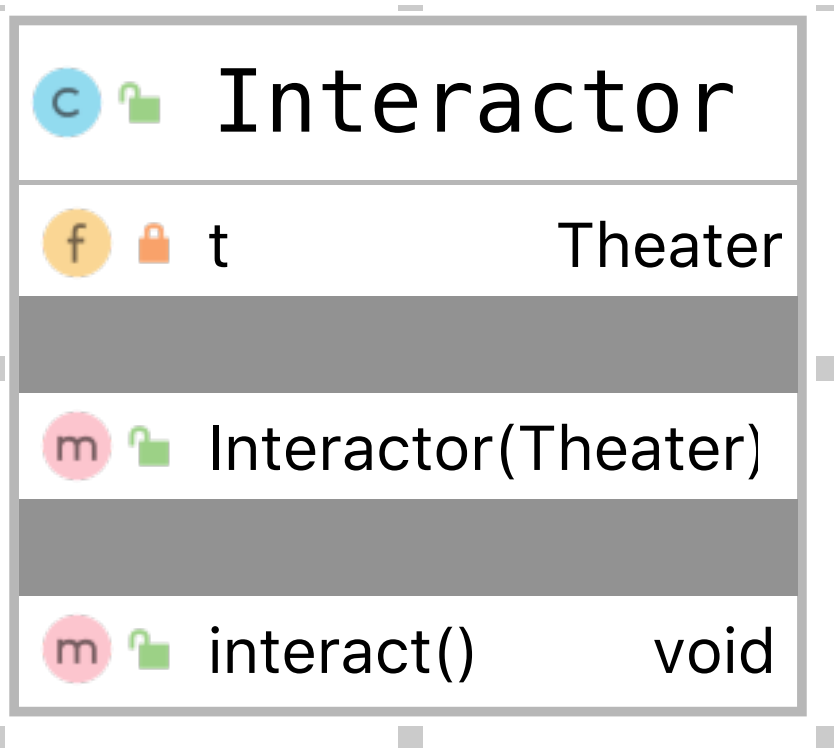 C Interactor
f t Theater
m Interactor(Theater)
m interact() void